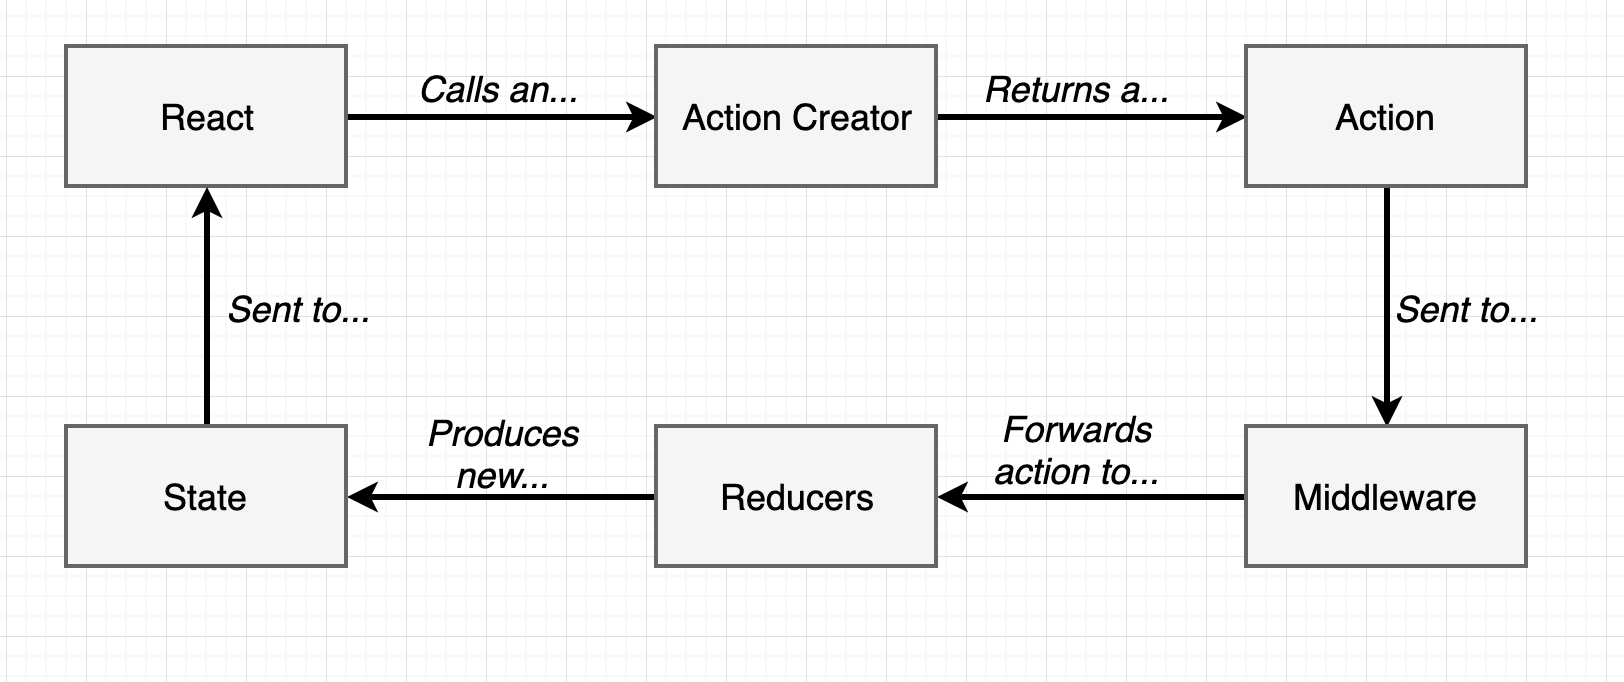 React
Calls an...
Action Creator
Returns a...
Action
Sent to...
Sent to...
State
Produces
new...
Reducers
Forwards
action to...
Middleware